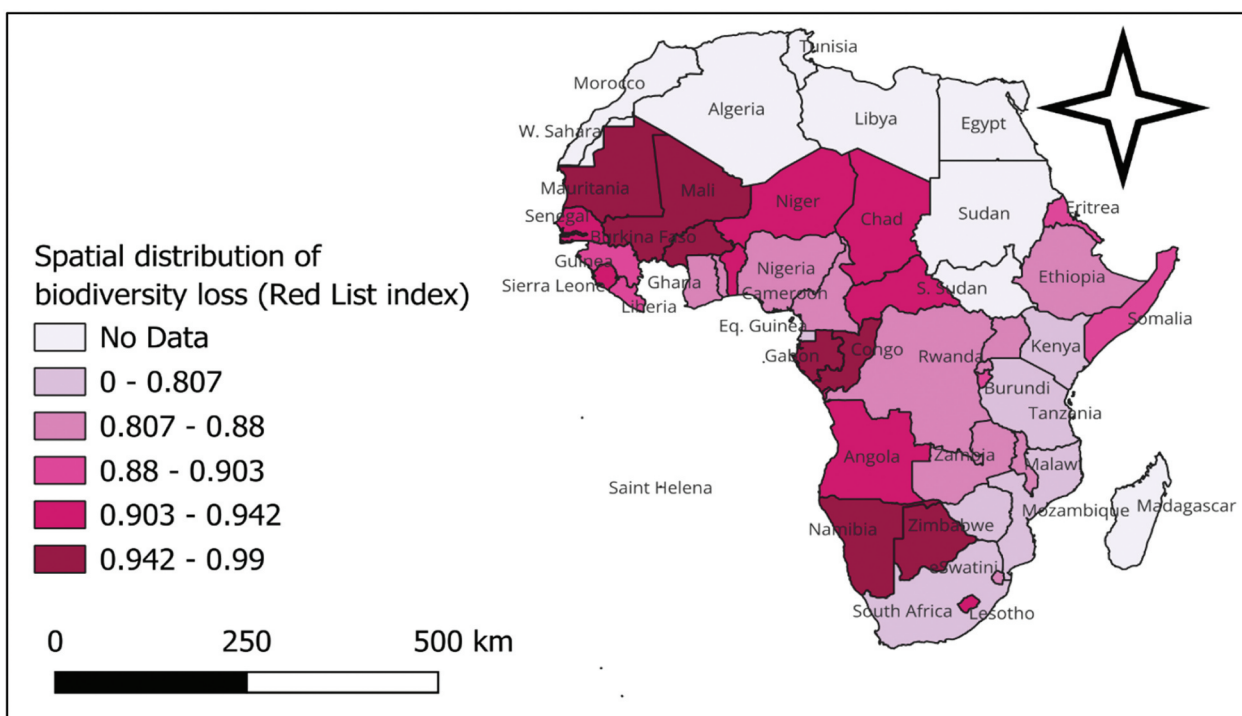 Tunisia
Morocco
Algeria
Libya
Egypt
W. Sahara
Mauritania
Mali
Niger
Chad
Sudan
Eritrea
Senegal
Burkina Faso
Guinea
Ghana
Nigeria
Ethiopia
Sierra Leone
Liberia
Cameroon
S. Sudan
Somalia
Eq. Guinea
Gabon
Congo
Rwanda
Kenya
Burundi
Tanzania
Angola
Zambia
Malawi
Saint Helena
Mozambique
Madagascar
Namibia
Zimbabwe
eSwatini
South Africa
Lesotho
Spatial distribution of
biodiversity loss (Red List index)
No Data
0 - 0.807
0.807 - 0.88
0.88 - 0.903
0.903 - 0.942
0.942 - 0.99
0 250 500 km